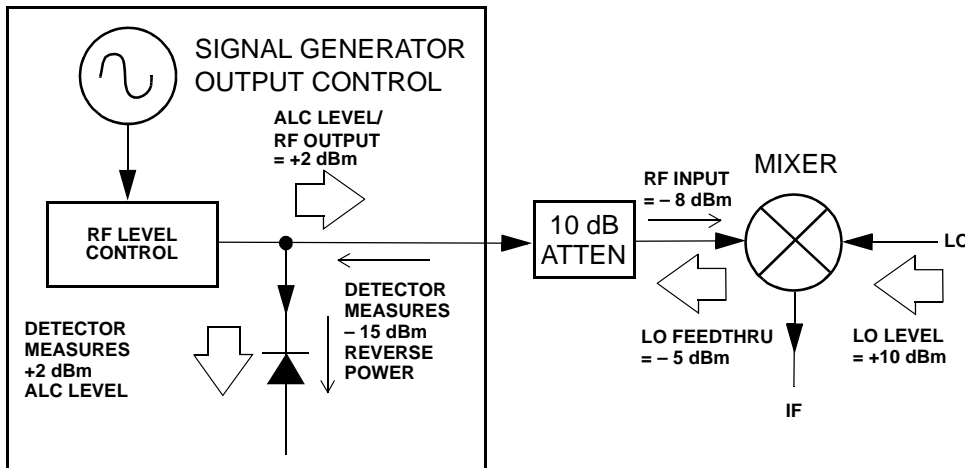 SIGNAL GENERATOR
OUTPUT CONTROL
ALC LEVEL/
RF OUTPUT
= +2 dBm
RF LEVEL
CONTROL
DETECTOR
MEASURES
+2 dBm
ALC LEVEL
DETECTOR
MEASURES
– 15 dBm
REVERSE
POWER
10 dB
ATTEN
RF INPUT
= – 8 dBm
MIXER
LO FEEDTHRU
= – 5 dBm
LO
LO LEVEL
= +10 dBm
IF